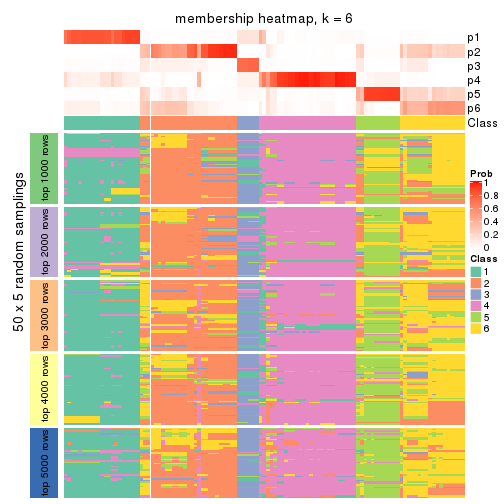 membership heatmap, k = 6
p1
p2
p3
p4
p5
p6
Class
50 x 5 random samplings
top 1000 rows
top 2000 rows
top 3000 rows
top 4000 rows
top 5000 rows
Prob
1
0.8
0.6
0.4
0.2
0
Class
1
2
3
4
5
6